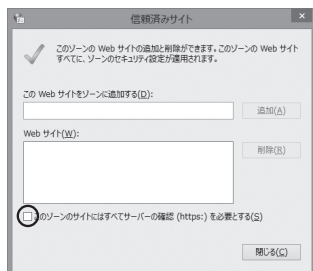 信頼済みサイト
このゾーンの Web サイトの追加と削除ができます。このゾーンの Web サイト
すべてに、ゾーンのセキュリティ設定が適用されます。
この Web サイトをゾーンに追加する(D):
追加(A)
Web サイト(W):
削除(R)
このゾーンのサイトにはすべてサーバーの確認 (https:) を必要とする(S)
閉じる(C)